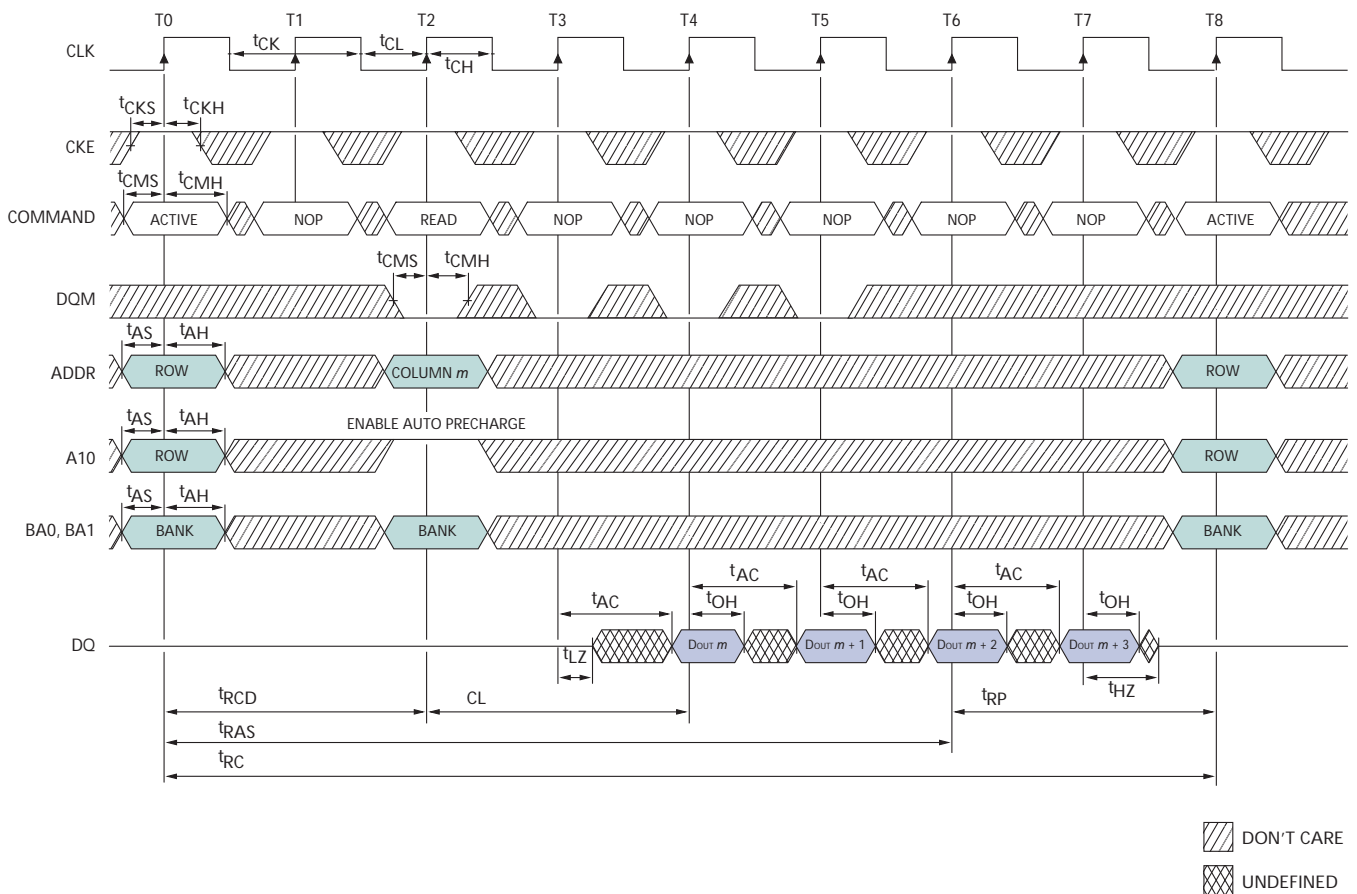 T0 T1 T2 T3 T4 T5 T6 T7 T8
CLK
tCK tCL
tCH
tCKS tCKH
CKE
tCMS tCMH
COMMAND ACTIVE NOP READ NOP NOP NOP NOP NOP ACTIVE
tCMS tCMH
DQM
tAS tAH
ADDR ROW COLUMN m ROW
ENABLE AUTO PRECHARGE
tAS tAH
A10 ROW ROW
tAS tAH
BA0, BA1 BANK BANK BANK
tAC tAC tAC
tAC tOH tOH tOH tOH
DQ DOUT m DOUT m + 1 DOUT m + 2 DOUT m + 3
tLZ tHZ
tRCD CL tRP
tRAS
tRC
DON'T CARE
UNDEFINED